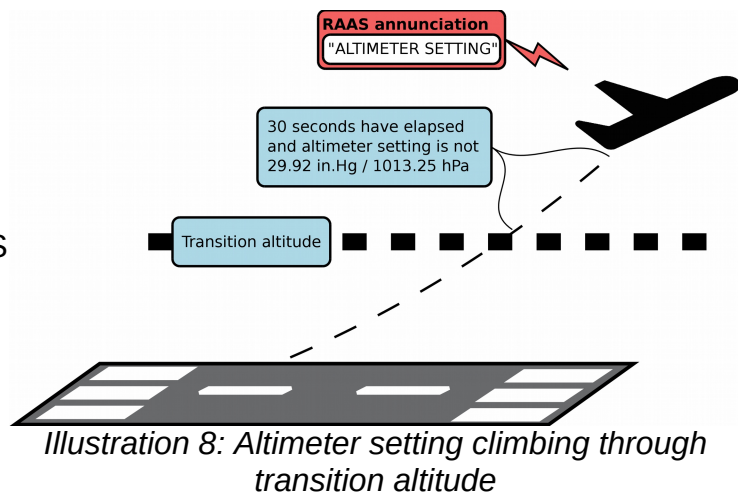 RAAS annunciation
"ALTIMETER SETTING"
30 seconds have elapsed
and altimeter setting is not
29.92 in.Hg / 1013.25 hPa
s
Transition altitude
Illustration 8: Altimeter setting climbing through
transition altitude